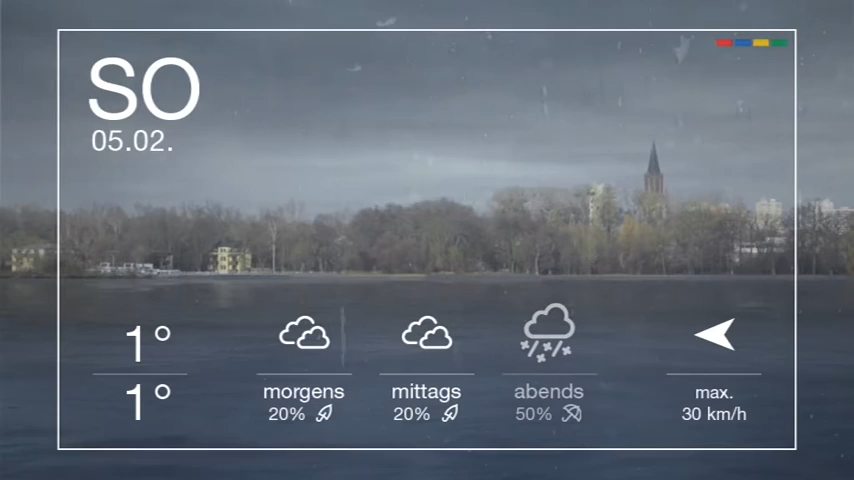 SO
05.02.
1°
1°
morgens
20%
mittags
20%
abends
50%
max.
30 km/h